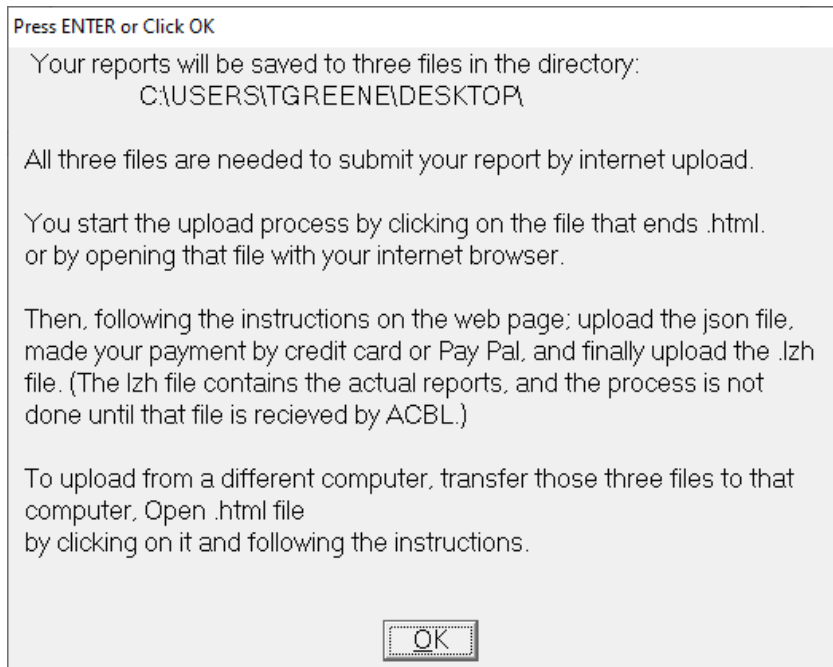 Press ENTER or Click OK
Your reports will be saved to three files in the directory:
C:\USERS\TGREENE\DESKTOP\
All three files are needed to submit your report by internet upload.
You start the upload process by clicking on the file that ends .html.
or by opening that file with your internet browser.
Then, following the instructions on the web page; upload the json file,
made your payment by credit card or Pay Pal, and finally upload the .lzh
file. (The lzh file contains the actual reports, and the process is not
done until that file is recieved by ACBL.)
To upload from a different computer, transfer those three files to that
computer, Open .html file
by clicking on it and following the instructions.
OK